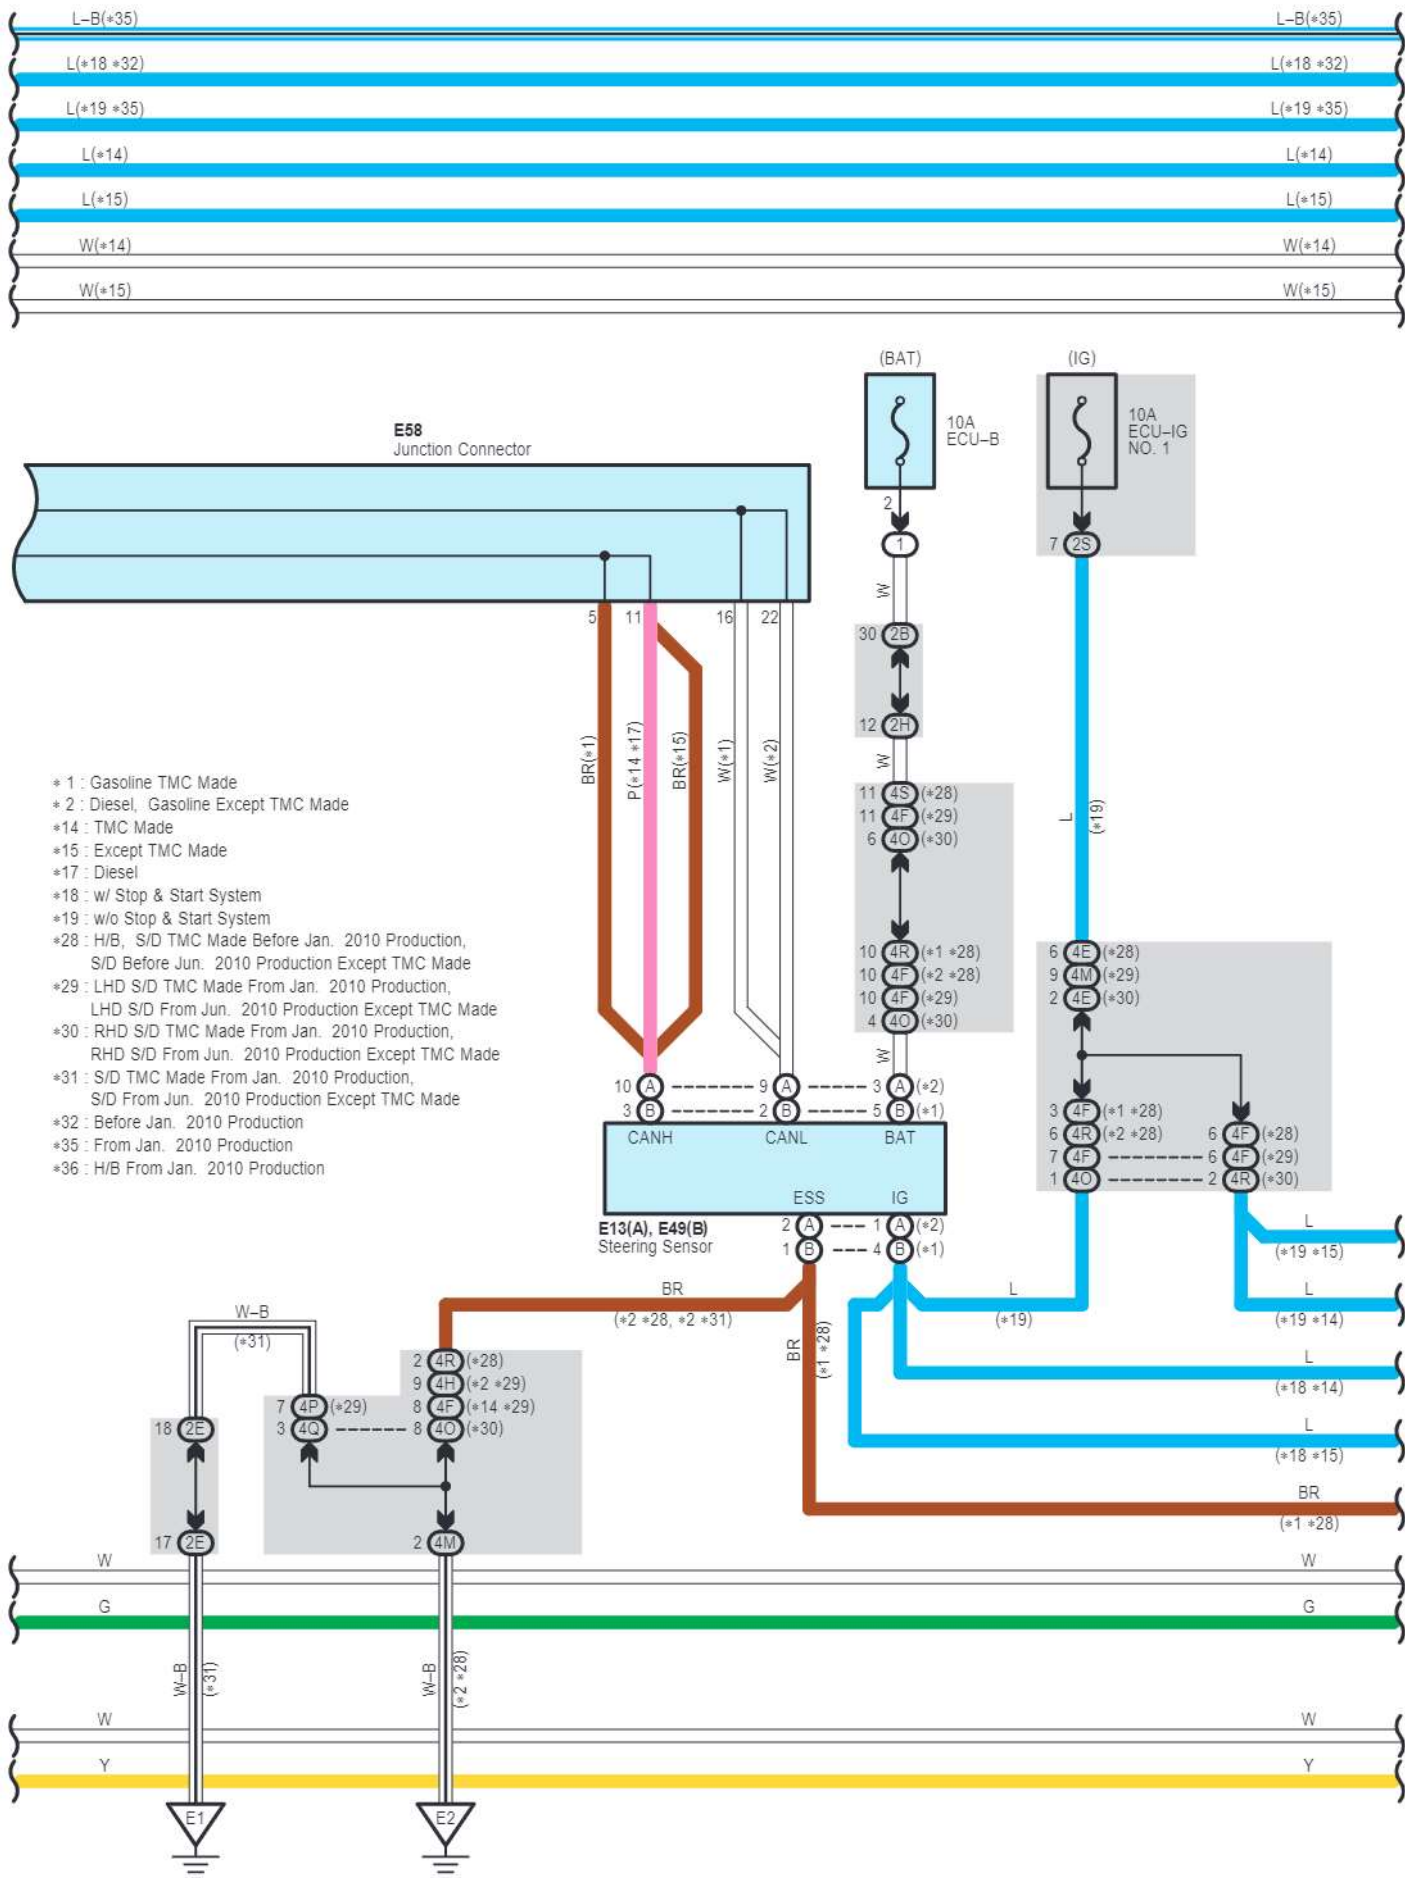 L–B(*35) L–B(*35)
L(*18 *32) L(*18 *32)
L(*19 *35) L(*19 *35)
L(*14) L(*14)
L(*15) L(*15)
W(*14) W(*14)
W(*15) W(*15)
(BAT) (IG)
10A
ECU–B
10A
ECU–IG
NO. 1
E58
Junction Connector
2
1 7 2S
W
5 11 16 22
30 2B
12 2H
BR(*1) P(*14 *17) BR(*15) W(*1) W(*2) W
L (*19)
* 1 : Gasoline TMC Made
* 2 : Diesel, Gasoline Except TMC Made
*14 : TMC Made
*15 : Except TMC Made
*17 : Diesel
*18 : w/ Stop & Start System
*19 : w/o Stop & Start System
*28 : H/B, S/D TMC Made Before Jan. 2010 Production,
S/D Before Jun. 2010 Production Except TMC Made
*29 : LHD S/D TMC Made From Jan. 2010 Production,
LHD S/D From Jun. 2010 Production Except TMC Made
*30 : RHD S/D TMC Made From Jan. 2010 Production,
RHD S/D From Jun. 2010 Production Except TMC Made
*31 : S/D TMC Made From Jan. 2010 Production,
S/D From Jun. 2010 Production Except TMC Made
*32 : Before Jan. 2010 Production
*35 : From Jan. 2010 Production
*36 : H/B From Jan. 2010 Production
11 4S (*28)
11 4F (*29)
6 4O (*30)
10 4R (*1 *28)
10 4F (*2 *28)
10 4F (*29)
4 4O (*30)
W
6 4E (*28)
9 4M (*29)
2 4E (*30)
3 4F (*1 *28)
6 4R (*2 *28) 6 4F (*28)
7 4F 6 4F (*29)
1 4O 2 4R (*30)
10 A 9 A 3 A (*2)
3 B 2 B 5 B (*1)
CANH CANL BAT
ESS IG
E13(A), E49(B)
Steering Sensor
2 A 1 A (*2)
1 B 4 B (*1)
L
(*19 *15)
BR
(*2 *28, *2 *31)
L
(*19)
L
(*19 *14)
BR (*1 *28)
W–B
(*31)
L
(*18 *14)
L
(*18 *15)
BR
(*1 *28)
2 4R (*28)
9 4H (*2 *29)
7 4P (*29) 8 4F (*14 *29)
18 2E 3 4Q 8 4O (*30)
17 2E 2 4M
W W
G G
W–B (*31) W–B (*2 *28)
W W
Y Y
E1 E2